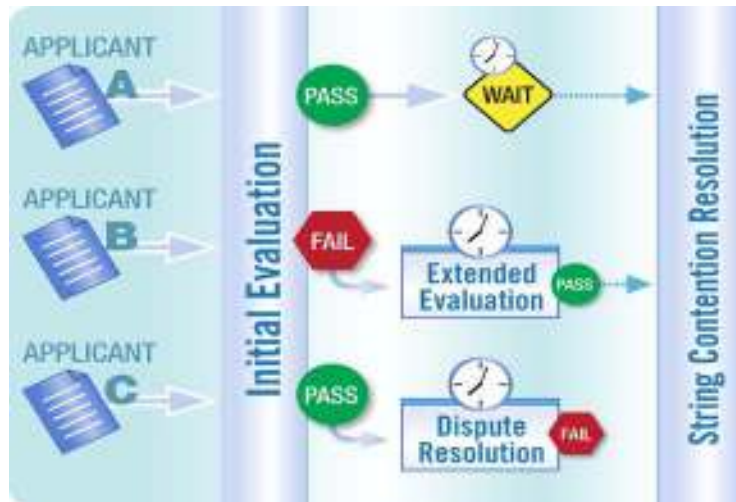 APPLICANT
A
PASS
WAIT
APPLICANT
B
FAIL
Extended
Evaluation
PASS
APPLICANT
C
PASS
Dispute
Resolution
FAIL
Initial Evaluation
String Contention Resolution